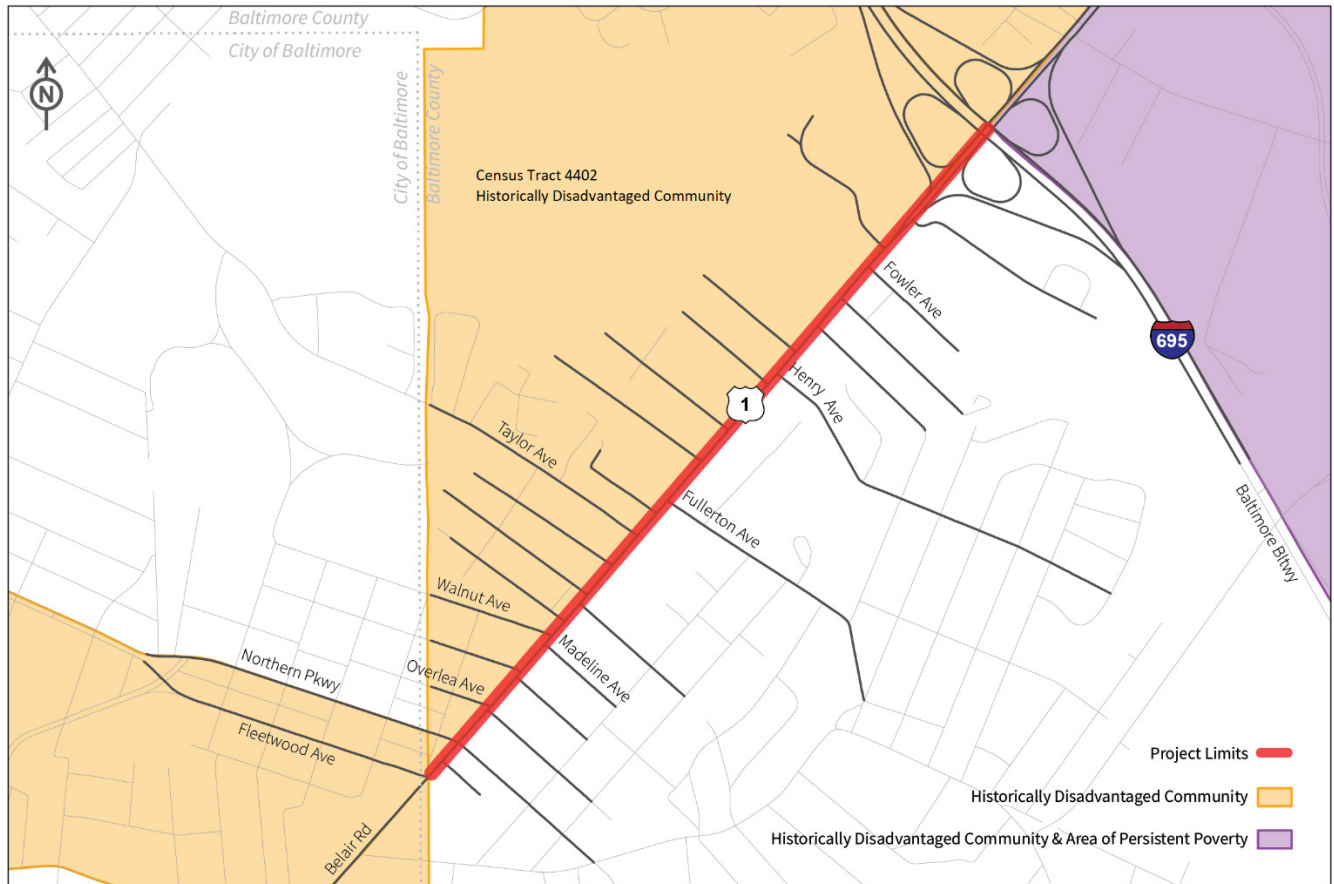 Baltimore County
City of Baltimore
N
City of Baltimore
Baltimore County
Census Tract 4402
Historically Disadvantaged Community
Fowler Ave
695
Henry Ave
1
Taylor Ave
Fullerton Ave
Baltimore Bltwy
Walnut Ave
Madeline Ave
Overlea Ave
Northern Pkwy
Fleetwood Ave
Belair Rd
Project Limits
Historically Disadvantaged Community
Historically Disadvantaged Community & Area of Persistent Poverty